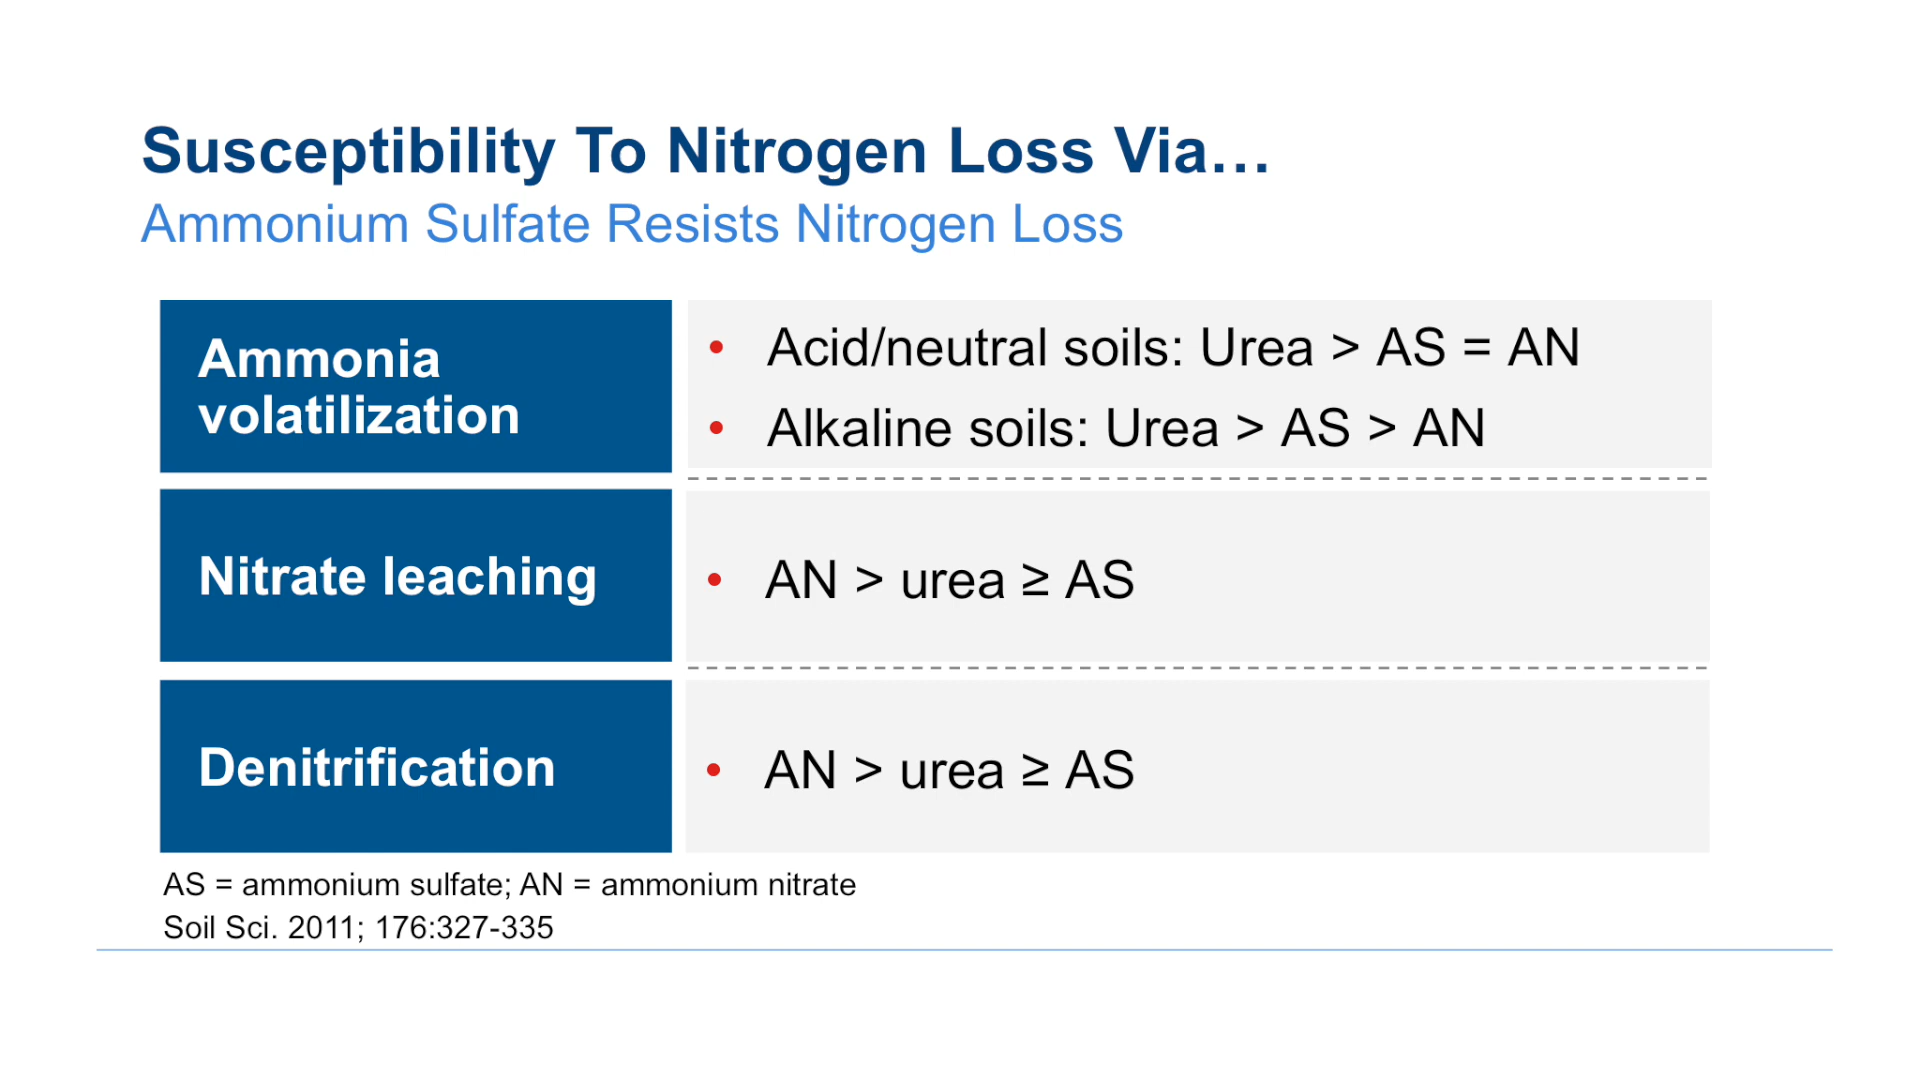 Susceptibility To Nitrogen Loss Via…
Ammonium Sulfate Resists Nitrogen Loss
Ammonia
volatilization
• Acid/neutral soils: Urea > AS = AN
• Alkaline soils: Urea > AS > AN
Nitrate leaching
• AN > urea ≥ AS
Denitrification
• AN > urea ≥ AS
AS = ammonium sulfate; AN = ammonium nitrate
Soil Sci. 2011; 176:327-335